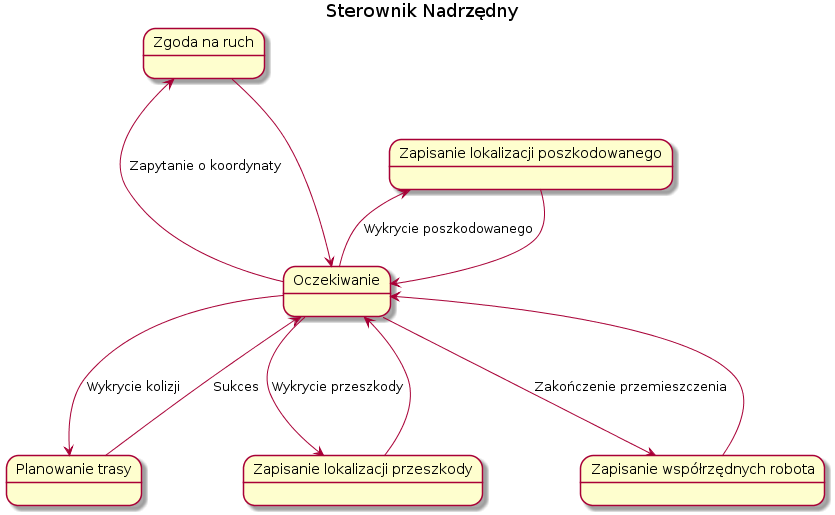 Sterownik Nadrzędny
Zgoda na ruch
Zapisanie lokalizacji poszkodowanego
Zapytanie o koordynaty
Wykrycie poszkodowanego
Oczekiwanie
Wykrycie kolizji
Sukces
Wykrycie przeszkody
Zakończenie przemieszczenia
Planowanie trasy
Zapisanie lokalizacji przeszkody
Zapisanie współrzędnych robota